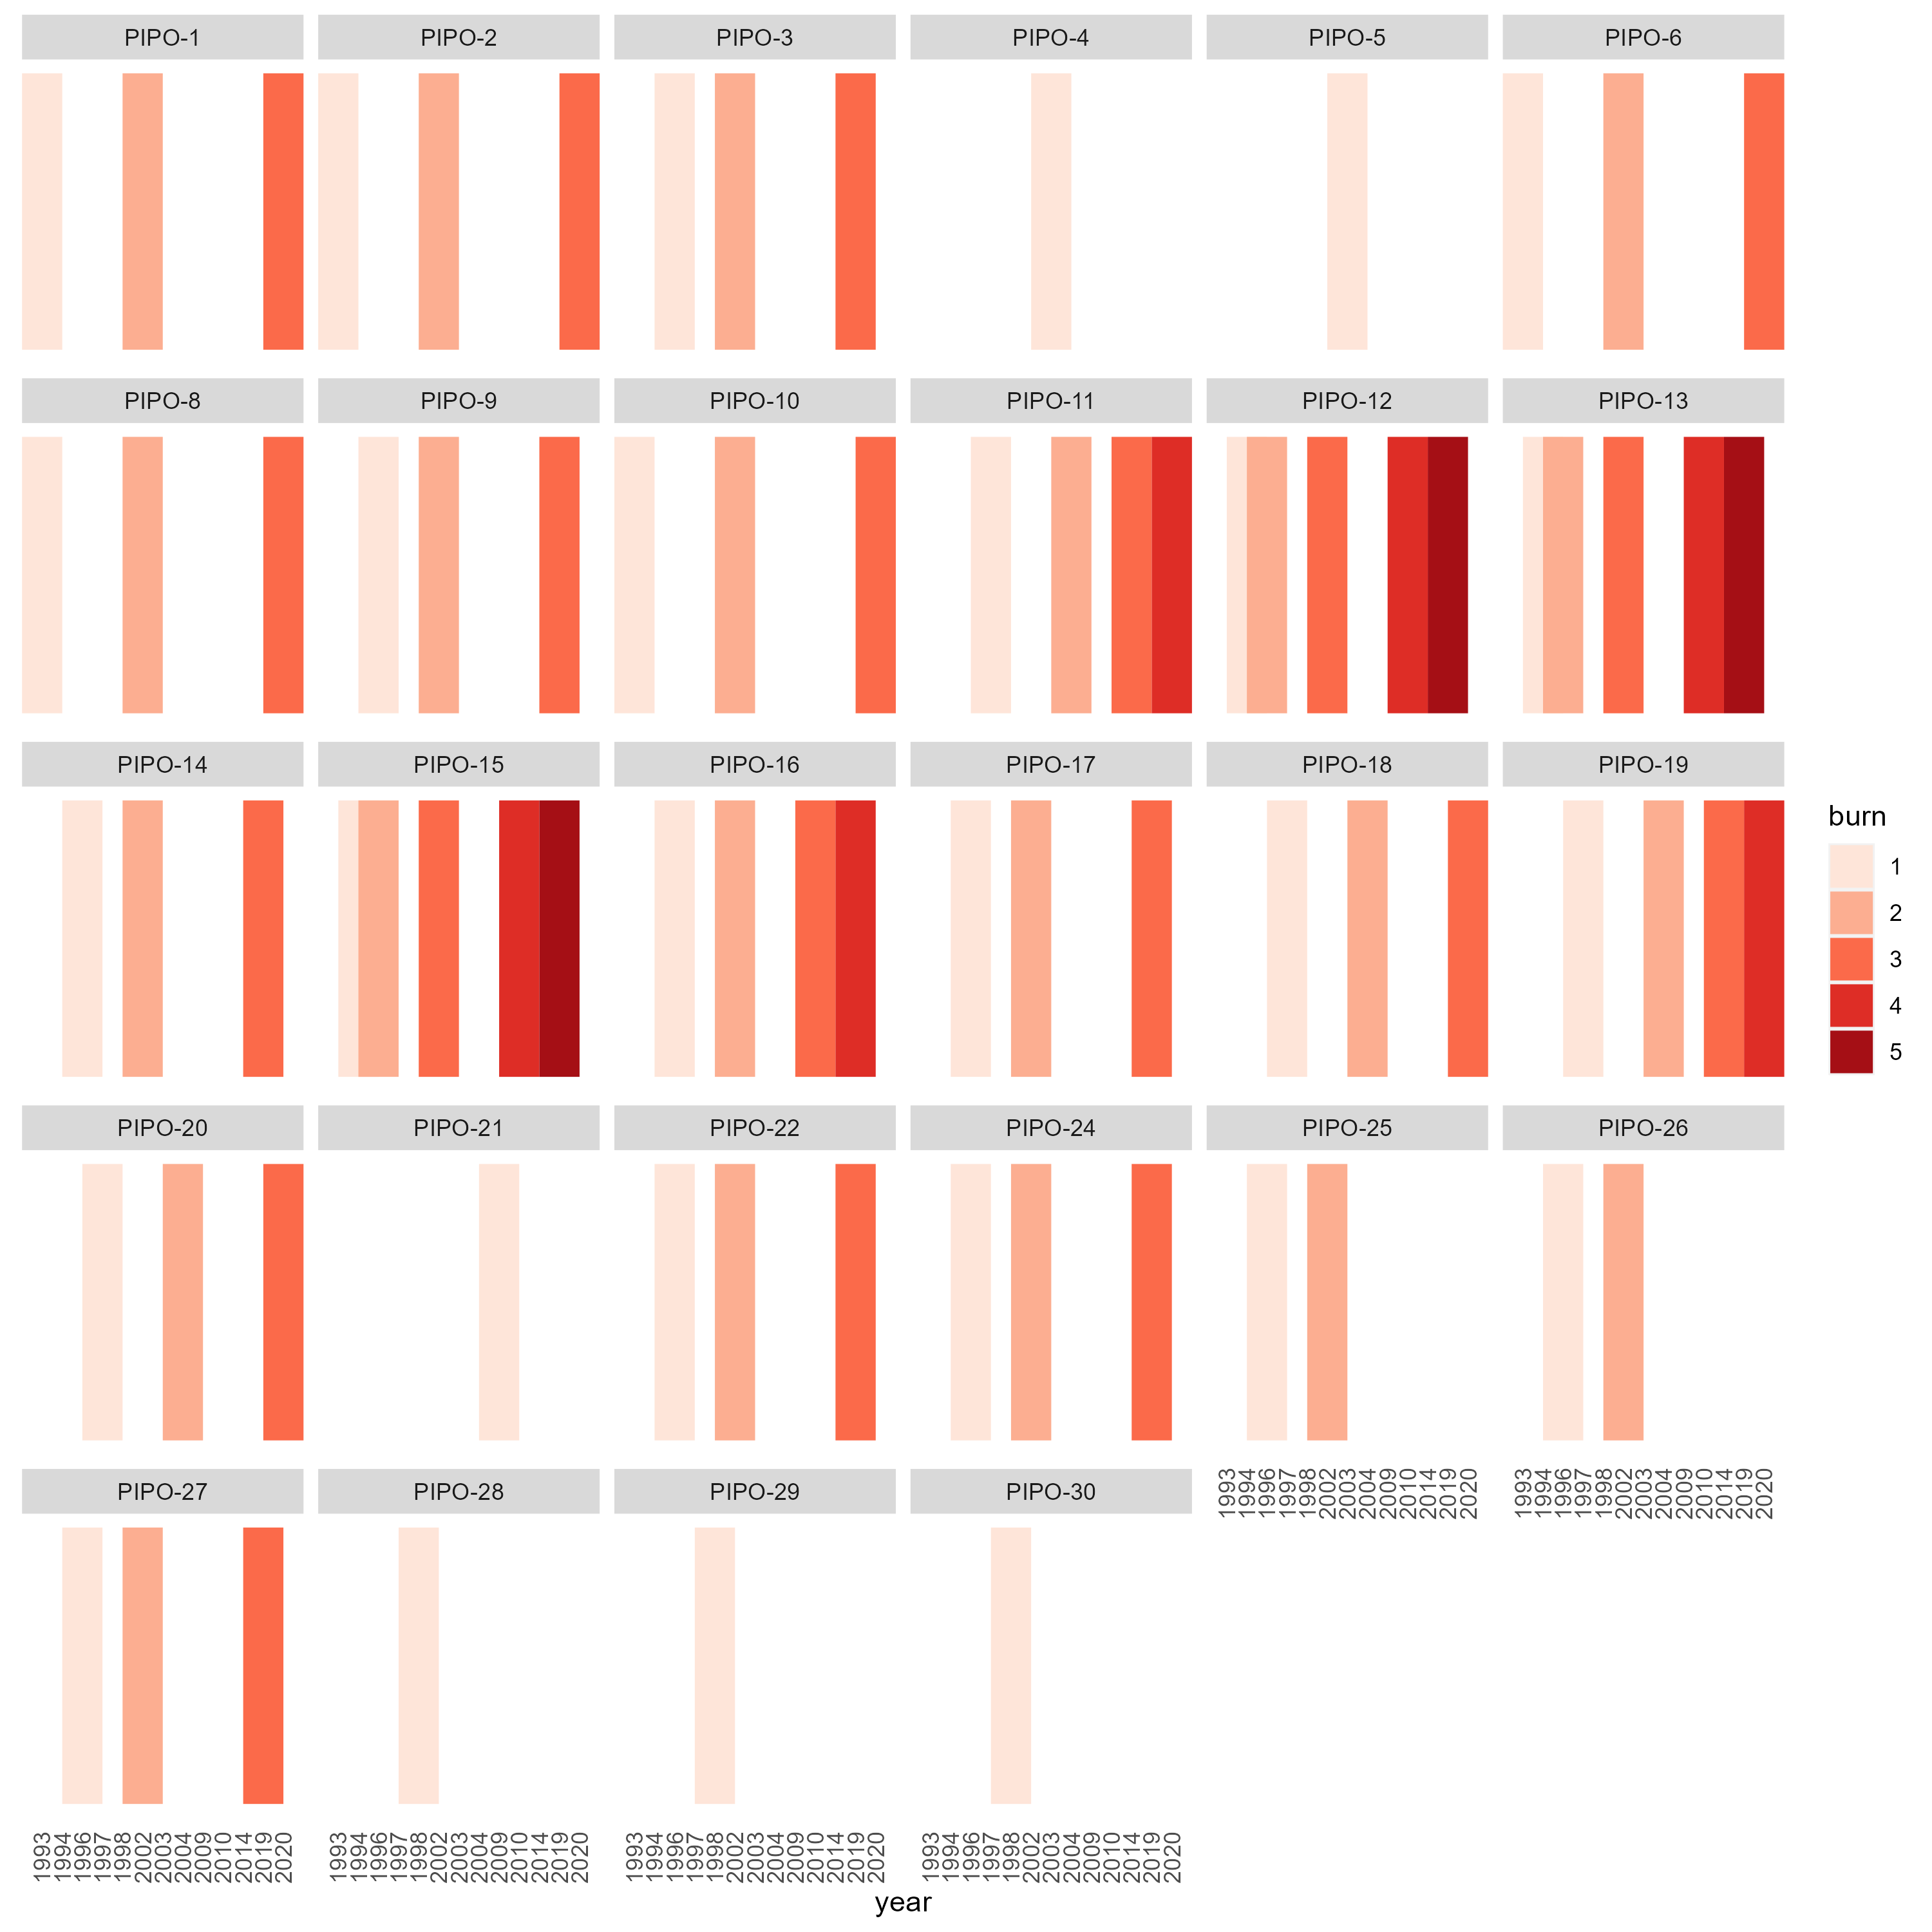 PIPO-1 PIPO-2 PIPO-3 PIPO-4 PIPO-5 PIPO-6
PIPO-8 PIPO-9 PIPO-10 PIPO-11 PIPO-12 PIPO-13
PIPO-14 PIPO-15 PIPO-16 PIPO-17 PIPO-18 PIPO-19
burn
1
2
3
4
5
PIPO-20 PIPO-21 PIPO-22 PIPO-24 PIPO-25 PIPO-26
1993 1994 1996 1997 1998 2002 2003 2004 2009 2010 2014 2019 2020
1993 1994 1996 1997 1998 2002 2003 2004 2009 2010 2014 2019 2020
PIPO-27 PIPO-28 PIPO-29 PIPO-30
1993 1994 1996 1997 1998 2002 2003 2004 2009 2010 2014 2019 2020
1993 1994 1996 1997 1998 2002 2003 2004 2009 2010 2014 2019 2020
1993 1994 1996 1997 1998 2002 2003 2004 2009 2010 2014 2019 2020
1993 1994 1996 1997 1998 2002 2003 2004 2009 2010 2014 2019 2020
year